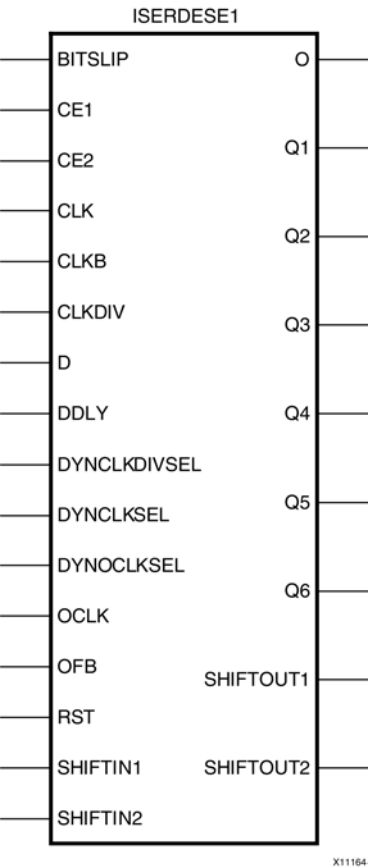 ISERDESE1
BITSLIP
O
CE1
Q1
CE2
CLK
Q2
CLKB
CLKDIV
Q3
D
DDLY
Q4
DYNCLKDIVSEL
Q5
DYNCLKSEL
DYNOCLKSEL
Q6
OCLK
OFB
SHIFTOUT1
RST
SHIFTIN1
SHIFTOUT2
SHIFTIN2
X11164